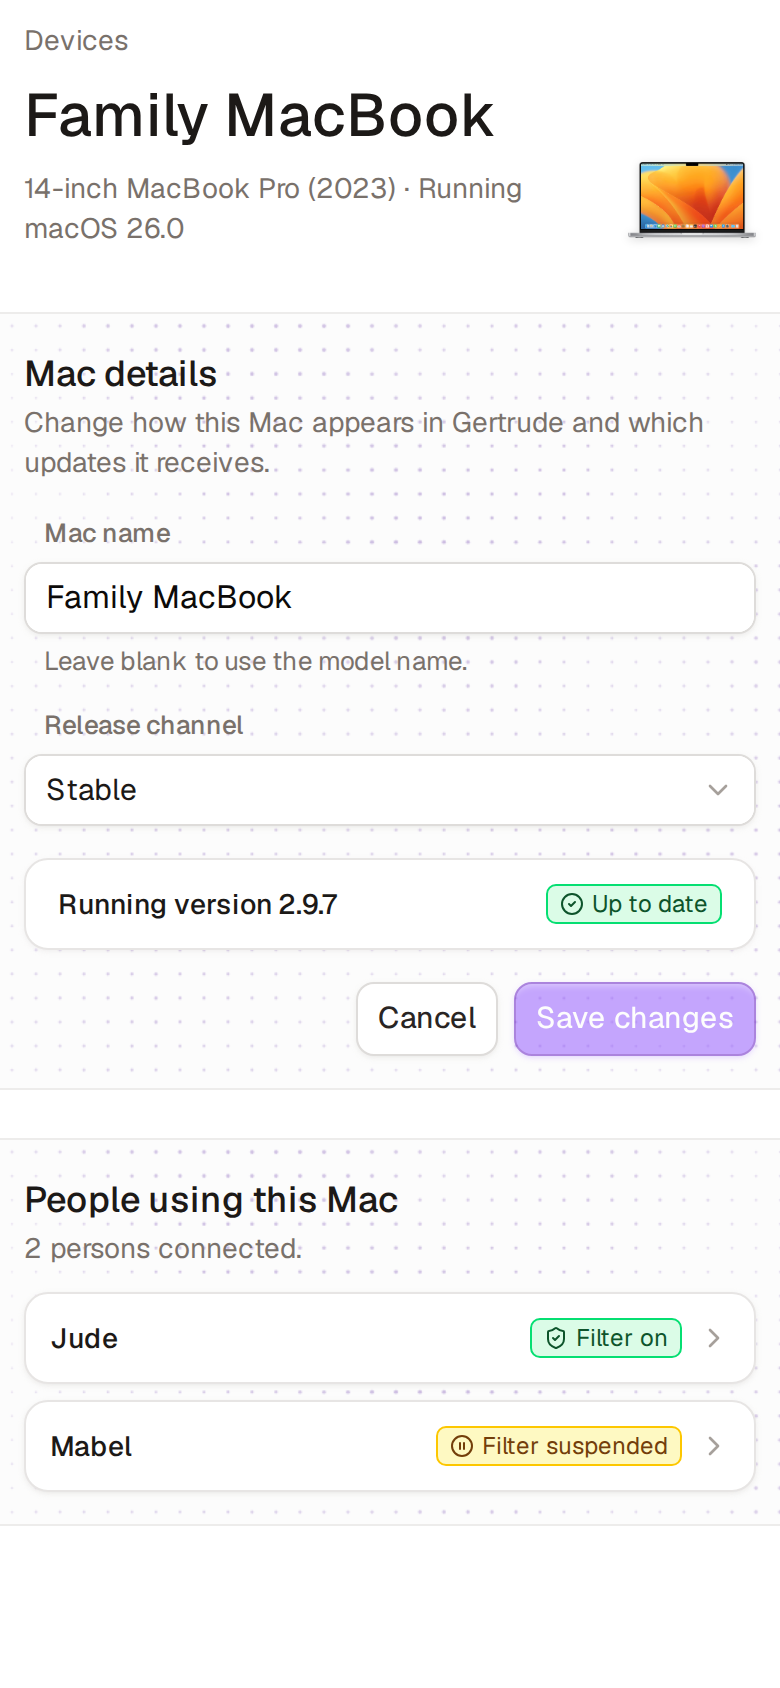 Devices
Family MacBook
14-inch MacBook Pro (2023) · Running
macOS 26.0
Mac details
Change how this Mac appears in Gertrude and which
updates it receives.
Mac name
Family MacBook
Leave blank to use the model name.
Release channel
Stable
Running version 2.9.7
Up to date
Cancel
Save changes
People using this Mac
2 persons connected.
Jude
Filter on
Mabel
Filter suspended